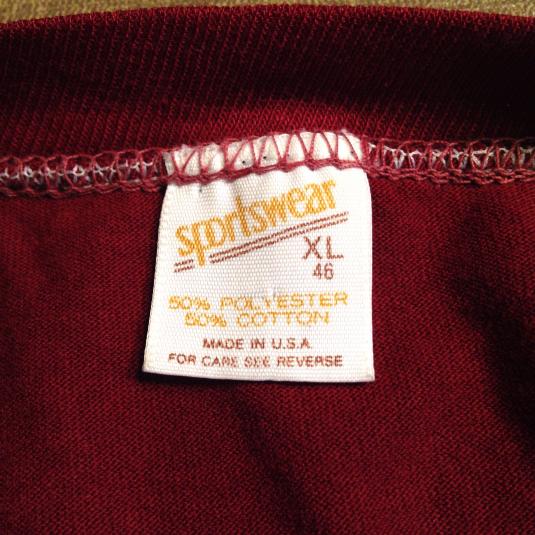 sportswear
XL
46
50% POLYESTER
50% COTTON
MADE IN U.S.A.
FOR CARE SEE REVERSE